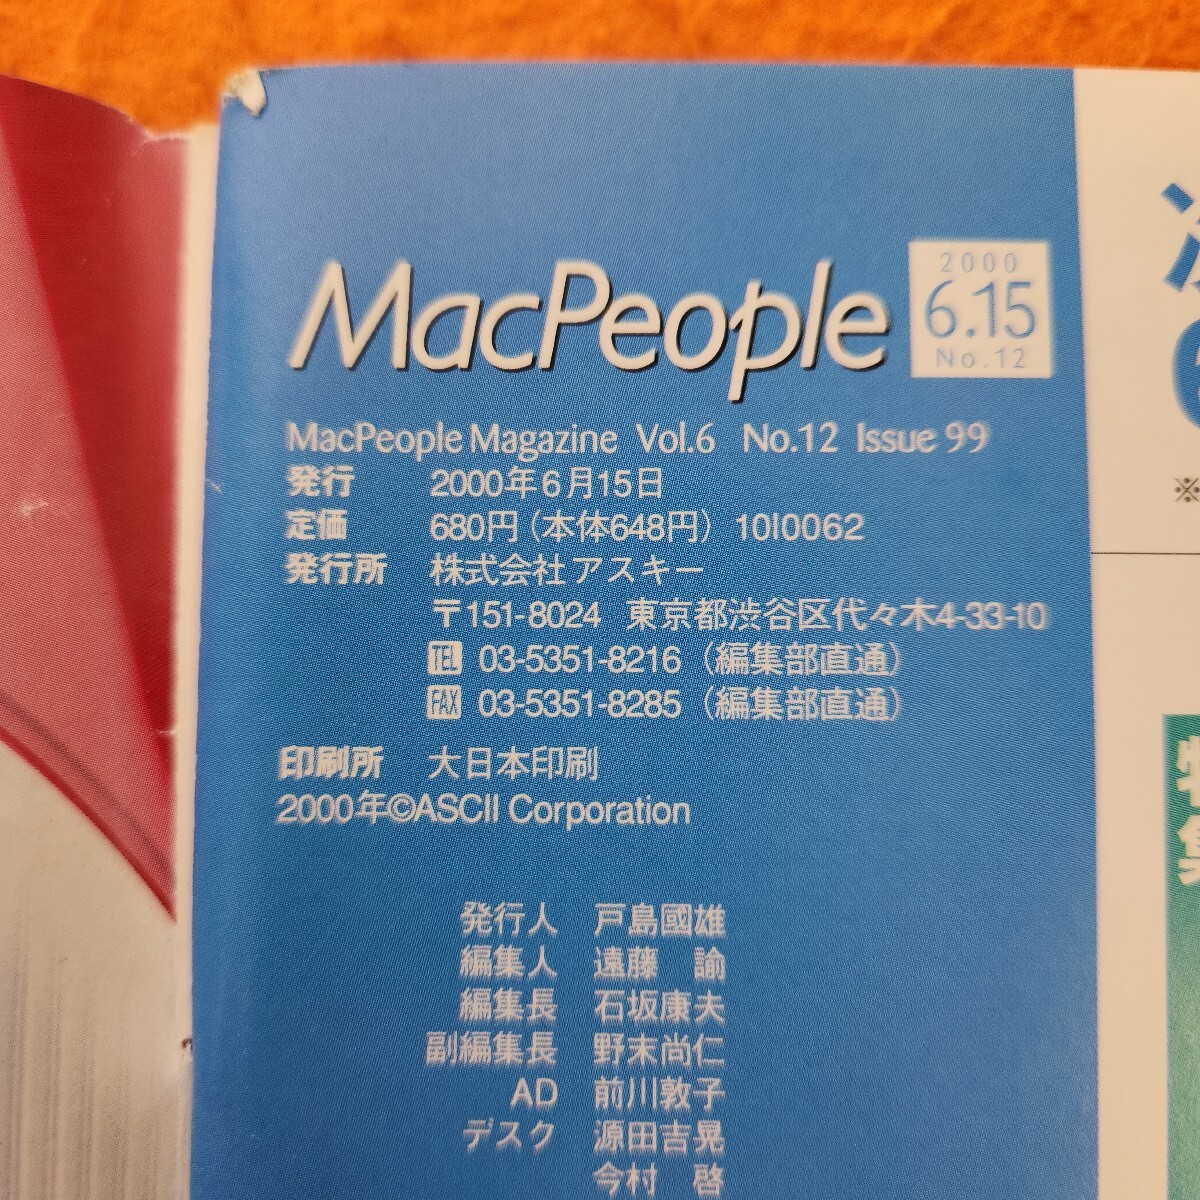 MacPeople
2000
6.15
No.12
MacPeople Magazine Vol.6 No.12 Issue 99
発行 2000年6月15日
定価 680円(本体648円) 10I0062
発行所 株式会社アスキー
〒151-8024 東京都渋谷区代々木4-33-10
TEL 03-5351-8216(編集部直通)
FAX 03-5351-8285(編集部直通)
印刷所 大日本印刷
2000年©ASCII Corporation
発行人 戸島國雄
編集人 遠藤 諭
編集長 石坂康夫
副編集長 野末尚仁
AD 前川敦子
デスク 源田吉晃
今村 啓
※